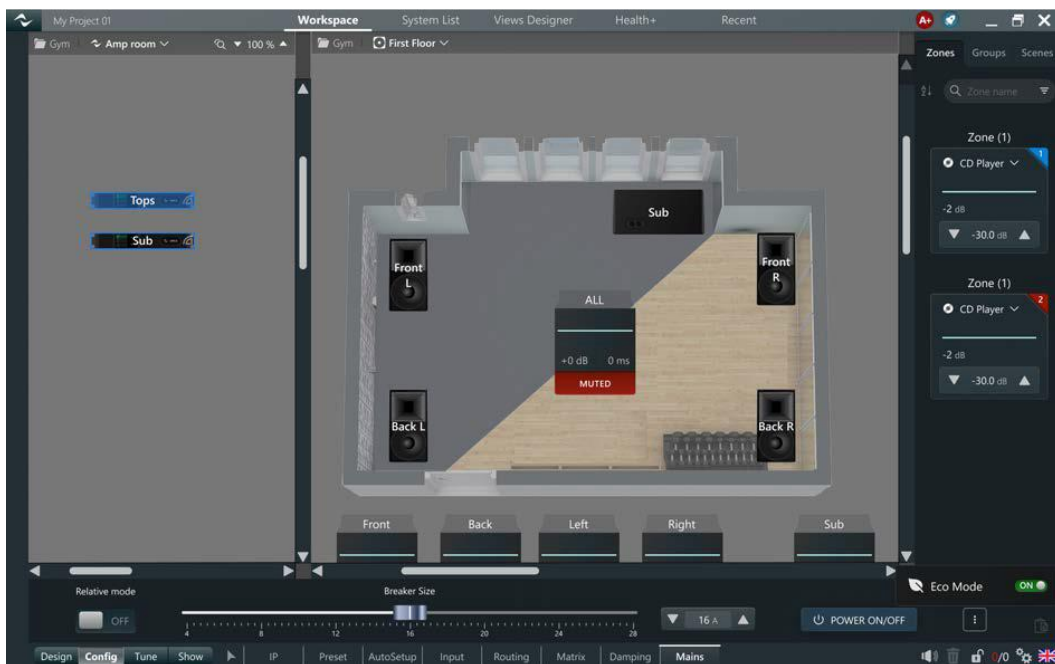 My Project 01 Workspace System List Views Designer Health+ Recent A+
Gym Amp room 100 % Gym First Floor
Zones Groups Scenes
Zone name
Zone (1)
1
CD Player
-2 dB
-30.0 dB
Zone (1)
2
CD Player
-2 dB
-30.0 dB
Tops
Sub
Sub
Front L
Front R
ALL
+0 dB 0 ms
MUTED
Back L
Back R
Front Back Left Right Sub
Eco Mode ON
Relative mode
OFF
Breaker Size
4 8 12 16 20 24 28
16 A
POWER ON/OFF
Design Config Tune Show IP Preset AutoSetup Input Routing Matrix Damping Mains 0/0